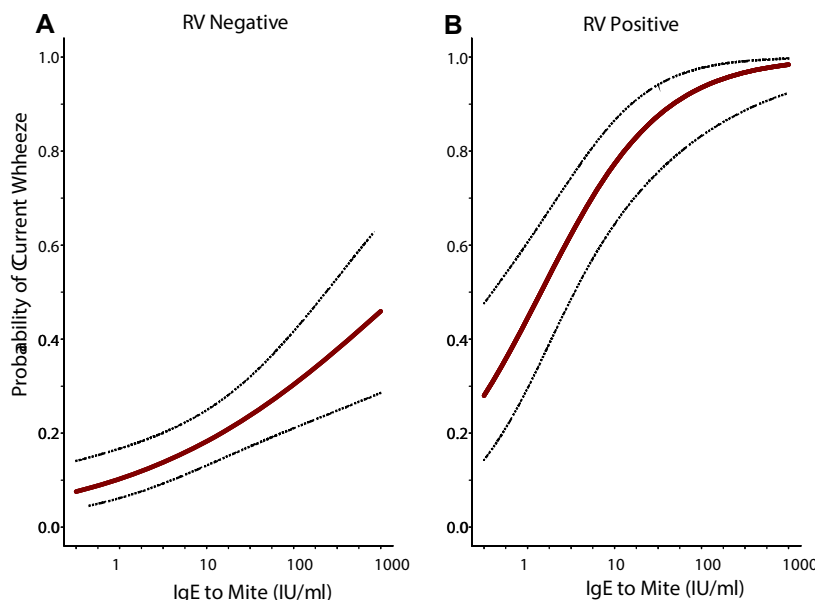 A
RV Negative
B
RV Positive
Probability of Current Whheeze
1.0
0.8
0.6
0.4
0.2
0.0
1 10 100 1000
IgE to Mite (IU/ml)
1.0
0.8
0.6
0.4
0.2
0.0
1 10 100 1000
IgE to Mite (IU/ml)